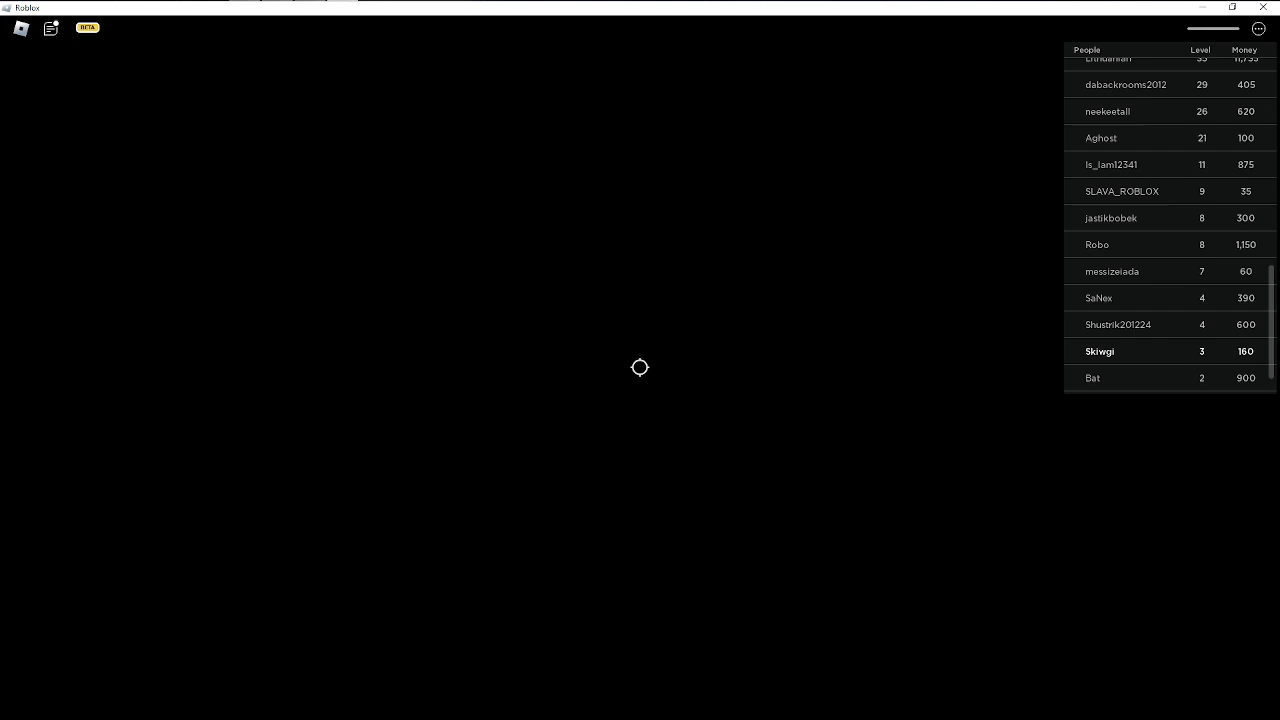 Roblox
BETA
People Level Money
Lithuanian 35
dabackrooms2012 29 405
neekeetall 26 620
Aghost 21 100
Is_Iam12341 11 875
SLAVA_ROBLOX 9 35
jastikbobek 8 300
Robo 8 1,150
messizeiada 7 60
SaNex 4 390
Shustrik201224 4 600
Skiwgi 3 160
Bat 2 900